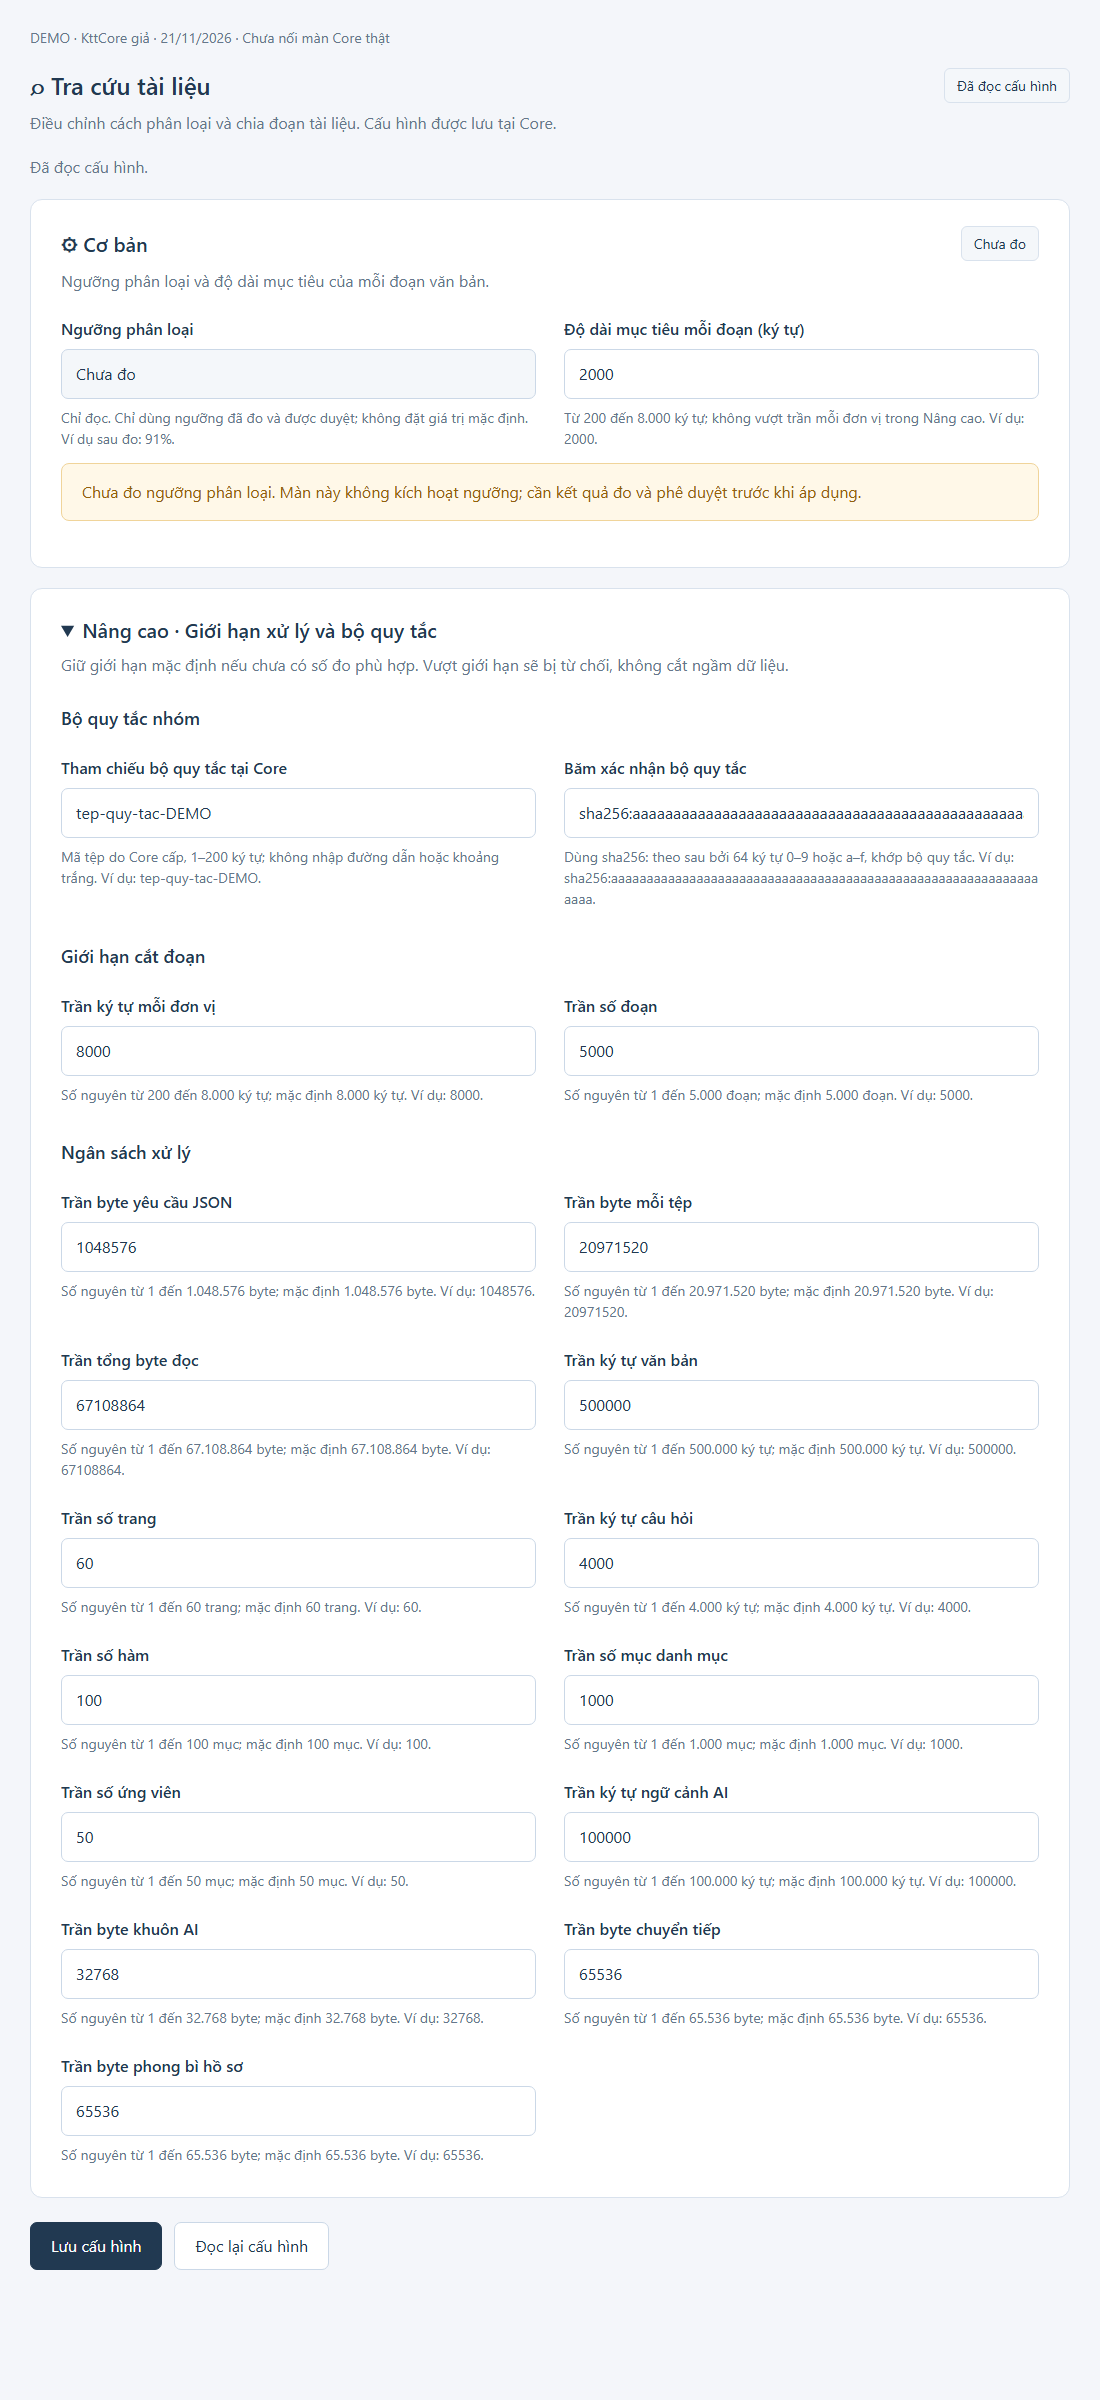 DEMO · KttCore giả · 21/11/2026 · Chưa nối màn Core thật
Tra cứu tài liệu
Đã đọc cấu hình
Điều chỉnh cách phân loại và chia đoạn tài liệu. Cấu hình được lưu tại Core.
Đã đọc cấu hình.
Cơ bản
Chưa đo
Ngưỡng phân loại và độ dài mục tiêu của mỗi đoạn văn bản.
Ngưỡng phân loại
Chưa đo
Chỉ đọc. Chỉ dùng ngưỡng đã đo và được duyệt; không đặt giá trị mặc định.
Ví dụ sau đo: 91%.
Độ dài mục tiêu mỗi đoạn (ký tự)
2000
Từ 200 đến 8.000 ký tự; không vượt trần mỗi đơn vị trong Nâng cao. Ví dụ:
2000.
Chưa đo ngưỡng phân loại. Màn này không kích hoạt ngưỡng; cần kết quả đo và phê duyệt trước khi áp dụng.
▼ Nâng cao · Giới hạn xử lý và bộ quy tắc
Giữ giới hạn mặc định nếu chưa có số đo phù hợp. Vượt giới hạn sẽ bị từ chối, không cắt ngầm dữ liệu.
Bộ quy tắc nhóm
Tham chiếu bộ quy tắc tại Core
tep-quy-tac-DEMO
Mã tệp do Core cấp, 1–200 ký tự; không nhập đường dẫn hoặc khoảng
trắng. Ví dụ: tep-quy-tac-DEMO.
Băm xác nhận bộ quy tắc
sha256:aaaaaaaaaaaaaaaaaaaaaaaaaaaaaaaaaaaaaaaaaaaaaaaa
Dùng sha256: theo sau bởi 64 ký tự 0–9 hoặc a–f, khớp bộ quy tắc. Ví dụ:
sha256:aaaaaaaaaaaaaaaaaaaaaaaaaaaaaaaaaaaaaaaaaaaaaaaaaaaaaaaaaaaa
aaaa.
Giới hạn cắt đoạn
Trần ký tự mỗi đơn vị
8000
Số nguyên từ 200 đến 8.000 ký tự; mặc định 8.000 ký tự. Ví dụ: 8000.
Trần số đoạn
5000
Số nguyên từ 1 đến 5.000 đoạn; mặc định 5.000 đoạn. Ví dụ: 5000.
Ngân sách xử lý
Trần byte yêu cầu JSON
1048576
Số nguyên từ 1 đến 1.048.576 byte; mặc định 1.048.576 byte. Ví dụ: 1048576.
Trần byte mỗi tệp
20971520
Số nguyên từ 1 đến 20.971.520 byte; mặc định 20.971.520 byte. Ví dụ:
20971520.
Trần tổng byte đọc
67108864
Số nguyên từ 1 đến 67.108.864 byte; mặc định 67.108.864 byte. Ví dụ:
67108864.
Trần ký tự văn bản
500000
Số nguyên từ 1 đến 500.000 ký tự; mặc định 500.000 ký tự. Ví dụ: 500000.
Trần số trang
60
Số nguyên từ 1 đến 60 trang; mặc định 60 trang. Ví dụ: 60.
Trần ký tự câu hỏi
4000
Số nguyên từ 1 đến 4.000 ký tự; mặc định 4.000 ký tự. Ví dụ: 4000.
Trần số hàm
100
Số nguyên từ 1 đến 100 mục; mặc định 100 mục. Ví dụ: 100.
Trần số mục danh mục
1000
Số nguyên từ 1 đến 1.000 mục; mặc định 1.000 mục. Ví dụ: 1000.
Trần số ứng viên
50
Số nguyên từ 1 đến 50 mục; mặc định 50 mục. Ví dụ: 50.
Trần ký tự ngữ cảnh AI
100000
Số nguyên từ 1 đến 100.000 ký tự; mặc định 100.000 ký tự. Ví dụ: 100000.
Trần byte khuôn AI
32768
Số nguyên từ 1 đến 32.768 byte; mặc định 32.768 byte. Ví dụ: 32768.
Trần byte chuyển tiếp
65536
Số nguyên từ 1 đến 65.536 byte; mặc định 65.536 byte. Ví dụ: 65536.
Trần byte phong bì hồ sơ
65536
Số nguyên từ 1 đến 65.536 byte; mặc định 65.536 byte. Ví dụ: 65536.
Lưu cấu hình
Đọc lại cấu hình